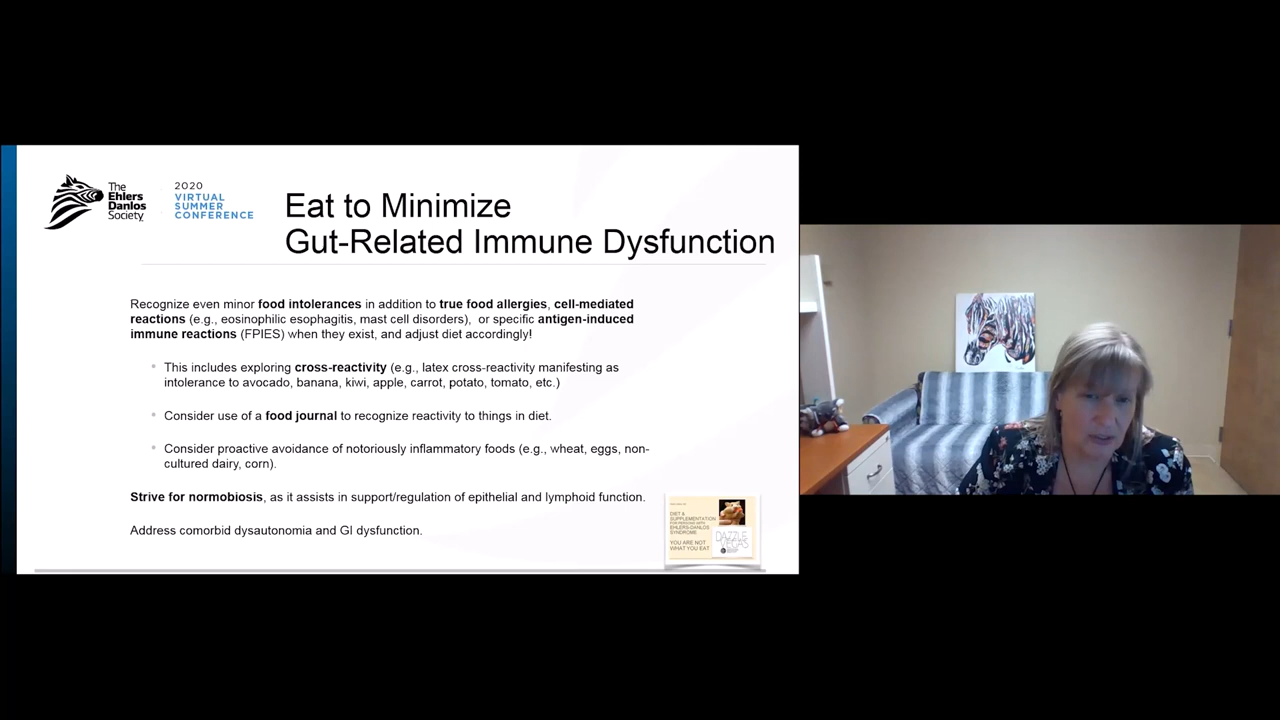 The
Ehlers
Danlos
Society
2020
VIRTUAL
SUMMER
CONFERENCE
Eat to Minimize
Gut-Related Immune Dysfunction
Recognize even minor food intolerances in addition to true food allergies, cell-mediated
reactions (e.g., eosinophilic esophagitis, mast cell disorders), or specific antigen-induced
immune reactions (FPIES) when they exist, and adjust diet accordingly!
This includes exploring cross-reactivity (e.g., latex cross-reactivity manifesting as
intolerance to avocado, banana, kiwi, apple, carrot, potato, tomato, etc.)
Consider use of a food journal to recognize reactivity to things in diet.
Consider proactive avoidance of notoriously inflammatory foods (e.g., wheat, eggs, non-
cultured dairy, corn).
Strive for normobiosis, as it assists in support/regulation of epithelial and lymphoid function.
Address comorbid dysautonomia and GI dysfunction.
DIET &
SUPPLEMENTATION
FOR PERSONS WITH
EHLERS-DANLOS
SYNDROME
YOU ARE NOT
WHAT YOU EAT
DAZZLE
VEGAS